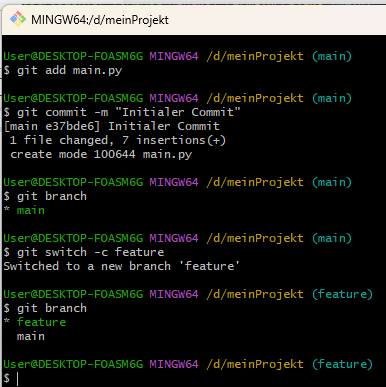 MINGW64:/d/meinProjekt
User@DESKTOP-FOASM6G MINGW64 /d/meinProjekt (main)
$ git add main.py
User@DESKTOP-FOASM6G MINGW64 /d/meinProjekt (main)
$ git commit -m "Initialer Commit"
[main e37bde6] Initialer Commit
 1 file changed, 7 insertions(+)
 create mode 100644 main.py
User@DESKTOP-FOASM6G MINGW64 /d/meinProjekt (main)
$ git branch
* main
User@DESKTOP-FOASM6G MINGW64 /d/meinProjekt (main)
$ git switch -c feature
Switched to a new branch 'feature'
User@DESKTOP-FOASM6G MINGW64 /d/meinProjekt (feature)
$ git branch
* feature
  main
User@DESKTOP-FOASM6G MINGW64 /d/meinProjekt (feature)
$